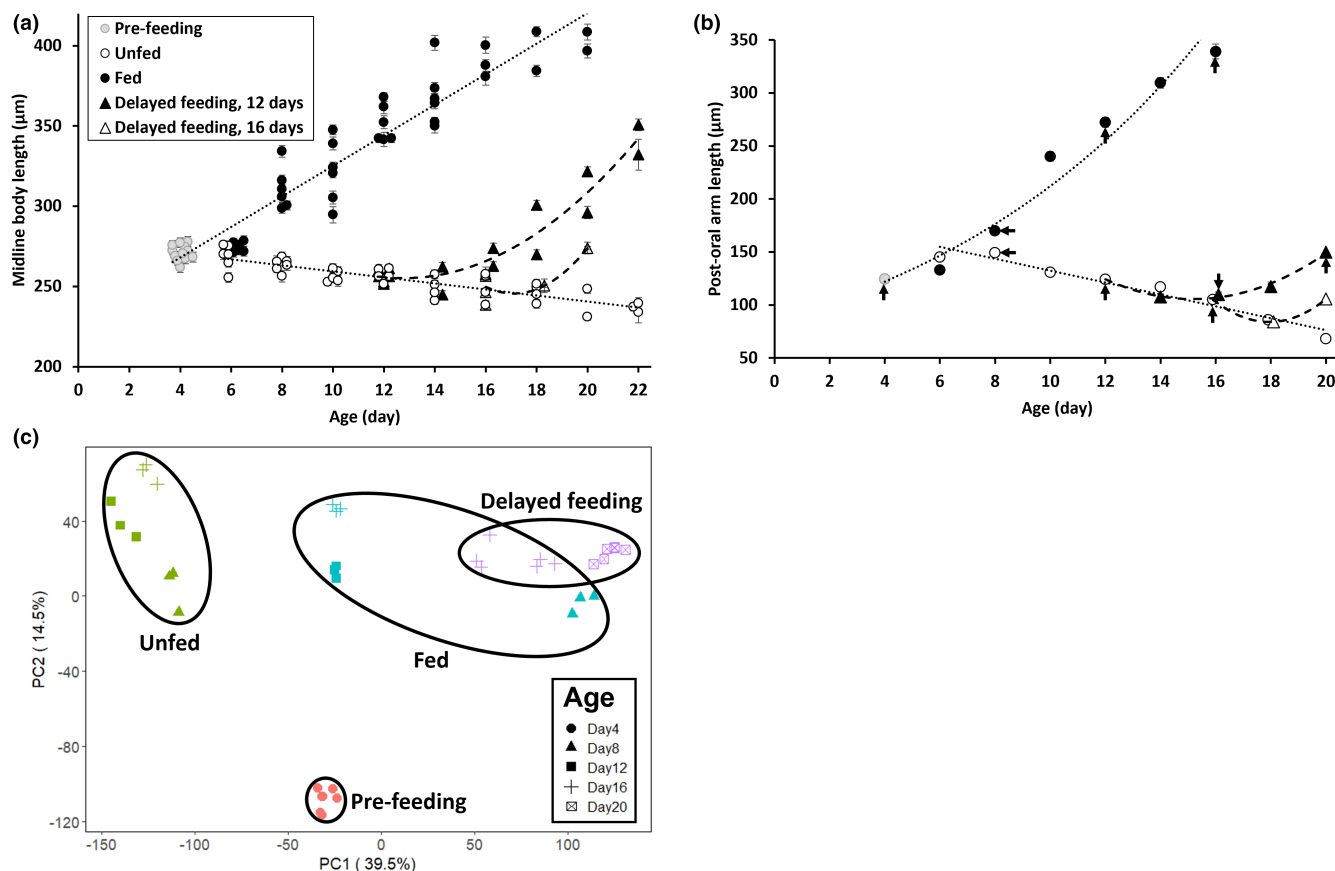 (a)
Pre-feeding
Unfed
Fed
Delayed feeding, 12 days
Delayed feeding, 16 days
Midline body length (µm)
400
350
300
250
200
0 2 4 6 8 10 12 14 16 18 20 22
Age (day)
(b)
Post-oral arm length (µm)
350
300
250
200
150
100
50
0 2 4 6 8 10 12 14 16 18 20
Age (day)
(c)
Delayed feeding
Unfed
Fed
Pre-feeding
PC2 ( 14.5%)
40
0
-40
-80
-120
Age
Day4
Day8
Day12
Day16
Day20
-150 -100 -50 0 50 100
PC1 ( 39.5%)